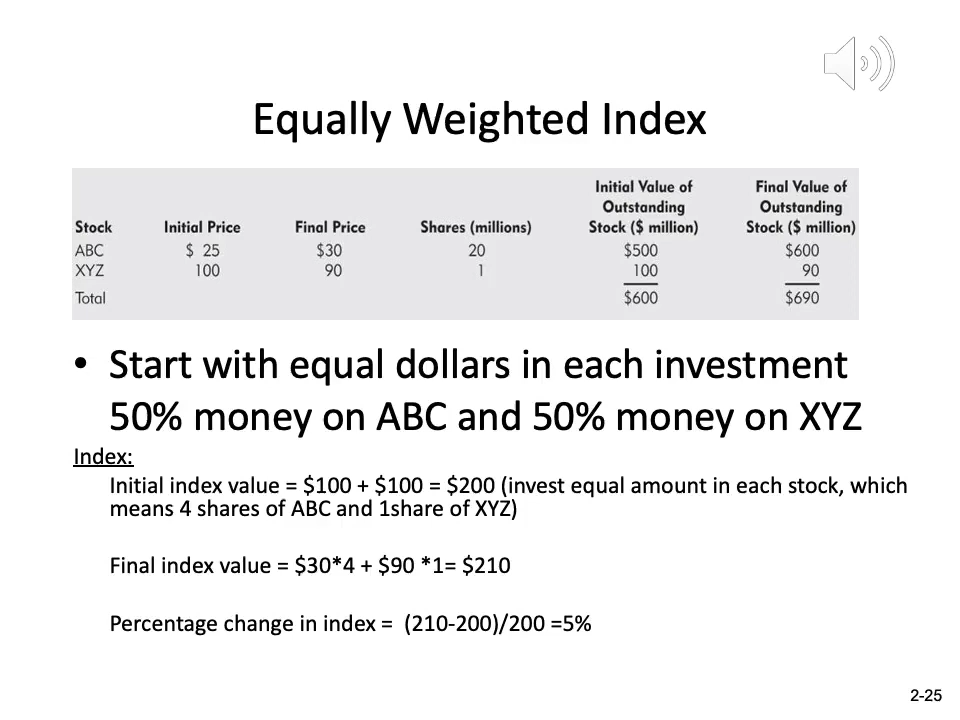 Equally Weighted Index
Initial Value of Final Value of
Outstanding Outstanding
Stock Initial Price Final Price Shares (millions) Stock ($ million) Stock ($ million)
ABC $ 25 $30 20 $500 $600
XYZ 100 90 1 100 90
Total $600 $690
• Start with equal dollars in each investment
50% money on ABC and 50% money on XYZ
Index:
Initial index value = $100 + $100 = $200 (invest equal amount in each stock, which
means 4 shares of ABC and 1share of XYZ)
Final index value = $30*4 + $90 *1= $210
Percentage change in index = (210-200)/200 =5%
2-25